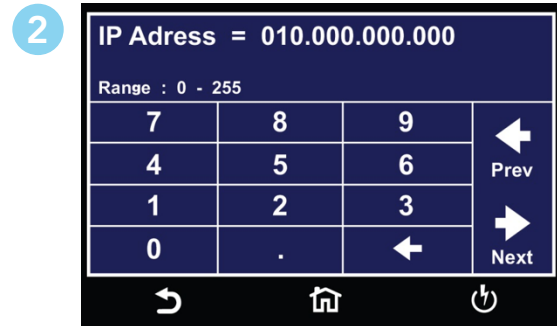 2
IP Adress = 010.000.000.000
Range : 0 - 255
7 8 9
Prev
4 5 6
1 2 3
Next
0 .